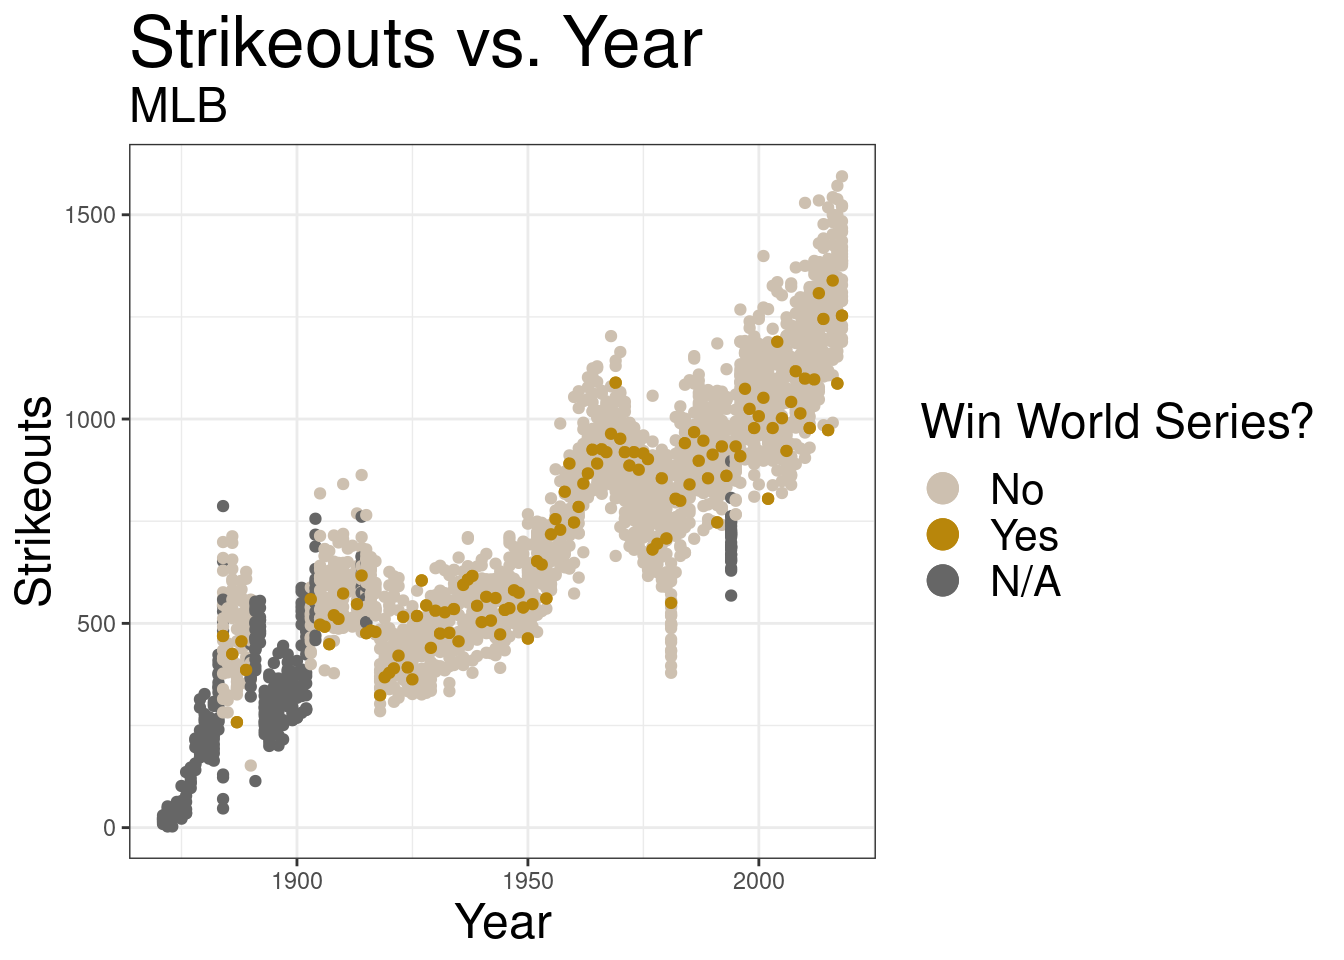 Strikeouts vs. Year
MLB
Strikeouts
1500
1000
500
0
1900
1950
2000
Year
Win World Series?
No
Yes
N/A